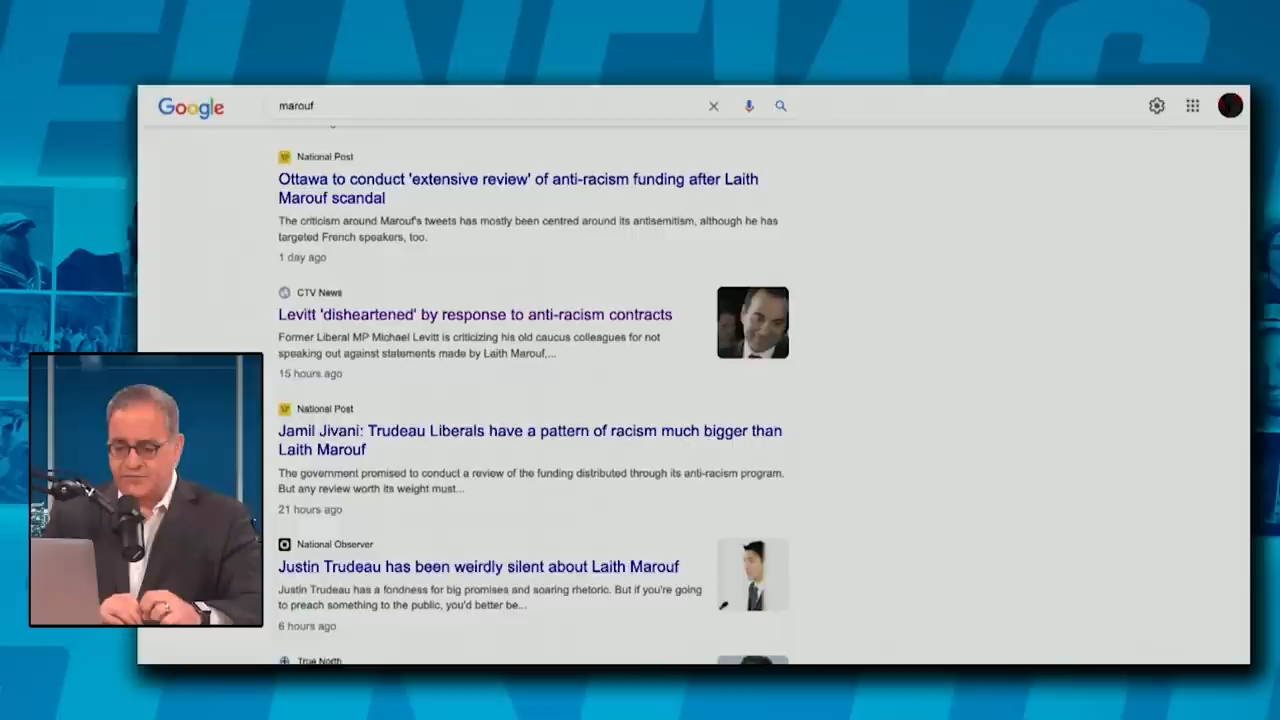 EL NEWS
Google
marouf
National Post
Ottawa to conduct 'extensive review' of anti-racism funding after Laith
Marouf scandal
The criticism around Marouf's tweets has mostly been centred around its antisemitism, although he has
targeted French speakers, too.
1 day ago
CTV News
Levitt 'disheartened' by response to anti-racism contracts
Former Liberal MP Michael Levitt is criticizing his old caucus colleagues for not
speaking out against statements made by Laith Marouf,...
15 hours ago
National Post
Jamil Jivani: Trudeau Liberals have a pattern of racism much bigger than
Laith Marouf
The government promised to conduct a review of the funding distributed through its anti-racism program.
But any review worth its weight must...
21 hours ago
National Observer
Justin Trudeau has been weirdly silent about Laith Marouf
Justin Trudeau has a fondness for big promises and soaring rhetoric. But if you're going
to preach something to the public, you'd better be...
6 hours ago
True North